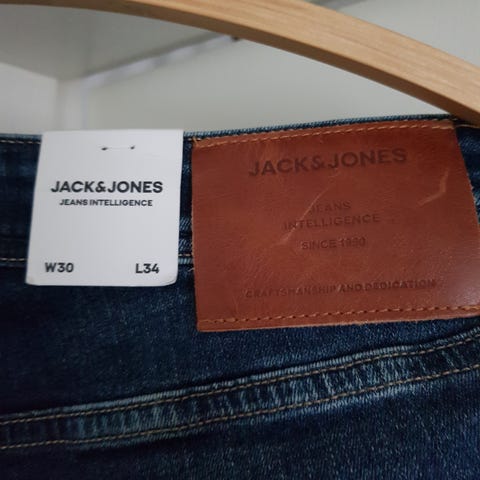 JACK&JONES
JEANS INTELLIGENCE
W30 L34
JACK&JONES
JEANS
INTELLIGENCE
SINCE 1990
CRAFTSMANSHIP AND DEDICATION